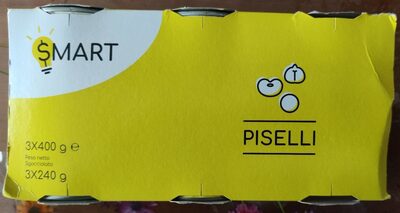 SMART
PISELLI
3X400 g e
Peso netto
Sgocciolato
3X240 g